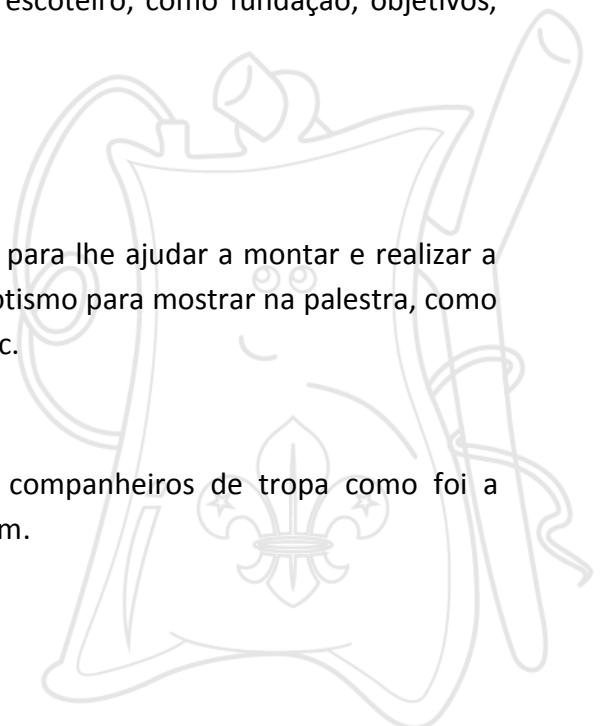 escoteiro, como fundação, objetivos,
para lhe ajudar a montar e realizar a
otismo para mostrar na palestra, como
c.
companheiros de tropa como foi a
m.